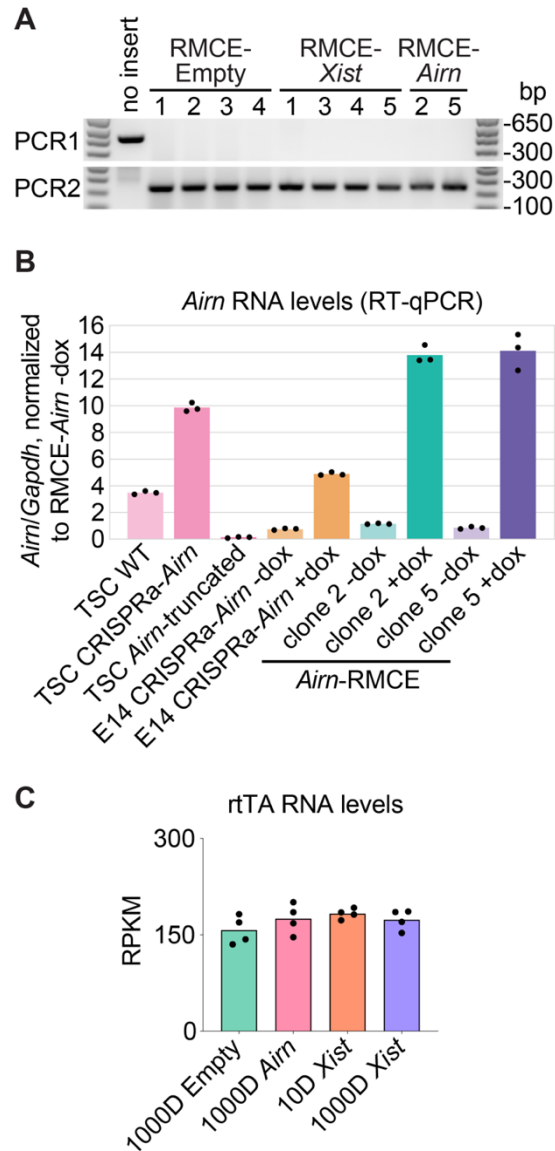 A
no insert
RMCE-
Empty
RMCE-
Xist
RMCE-
Airn
1 2 3 4 1 3 4 5 2 5 bp
PCR1
-650
-300
PCR2
-300
-100
B
Airn RNA levels (RT-qPCR)
Airn/Gapdh, normalized
to RMCE-Airn -dox
16
14
12
10
8
6
4
2
0
TSC WT
TSC CRISPRa-Airn
TSC Airn-truncated
E14 CRISPRa-Airn -dox
E14 CRISPRa-Airn +dox
clone 2 -dox
clone 2 +dox
clone 5 -dox
clone 5 +dox
Airn-RMCE
C
rtTA RNA levels
RPKM
300
150
0
1000D Empty
1000D Airn
10D Xist
1000D Xist